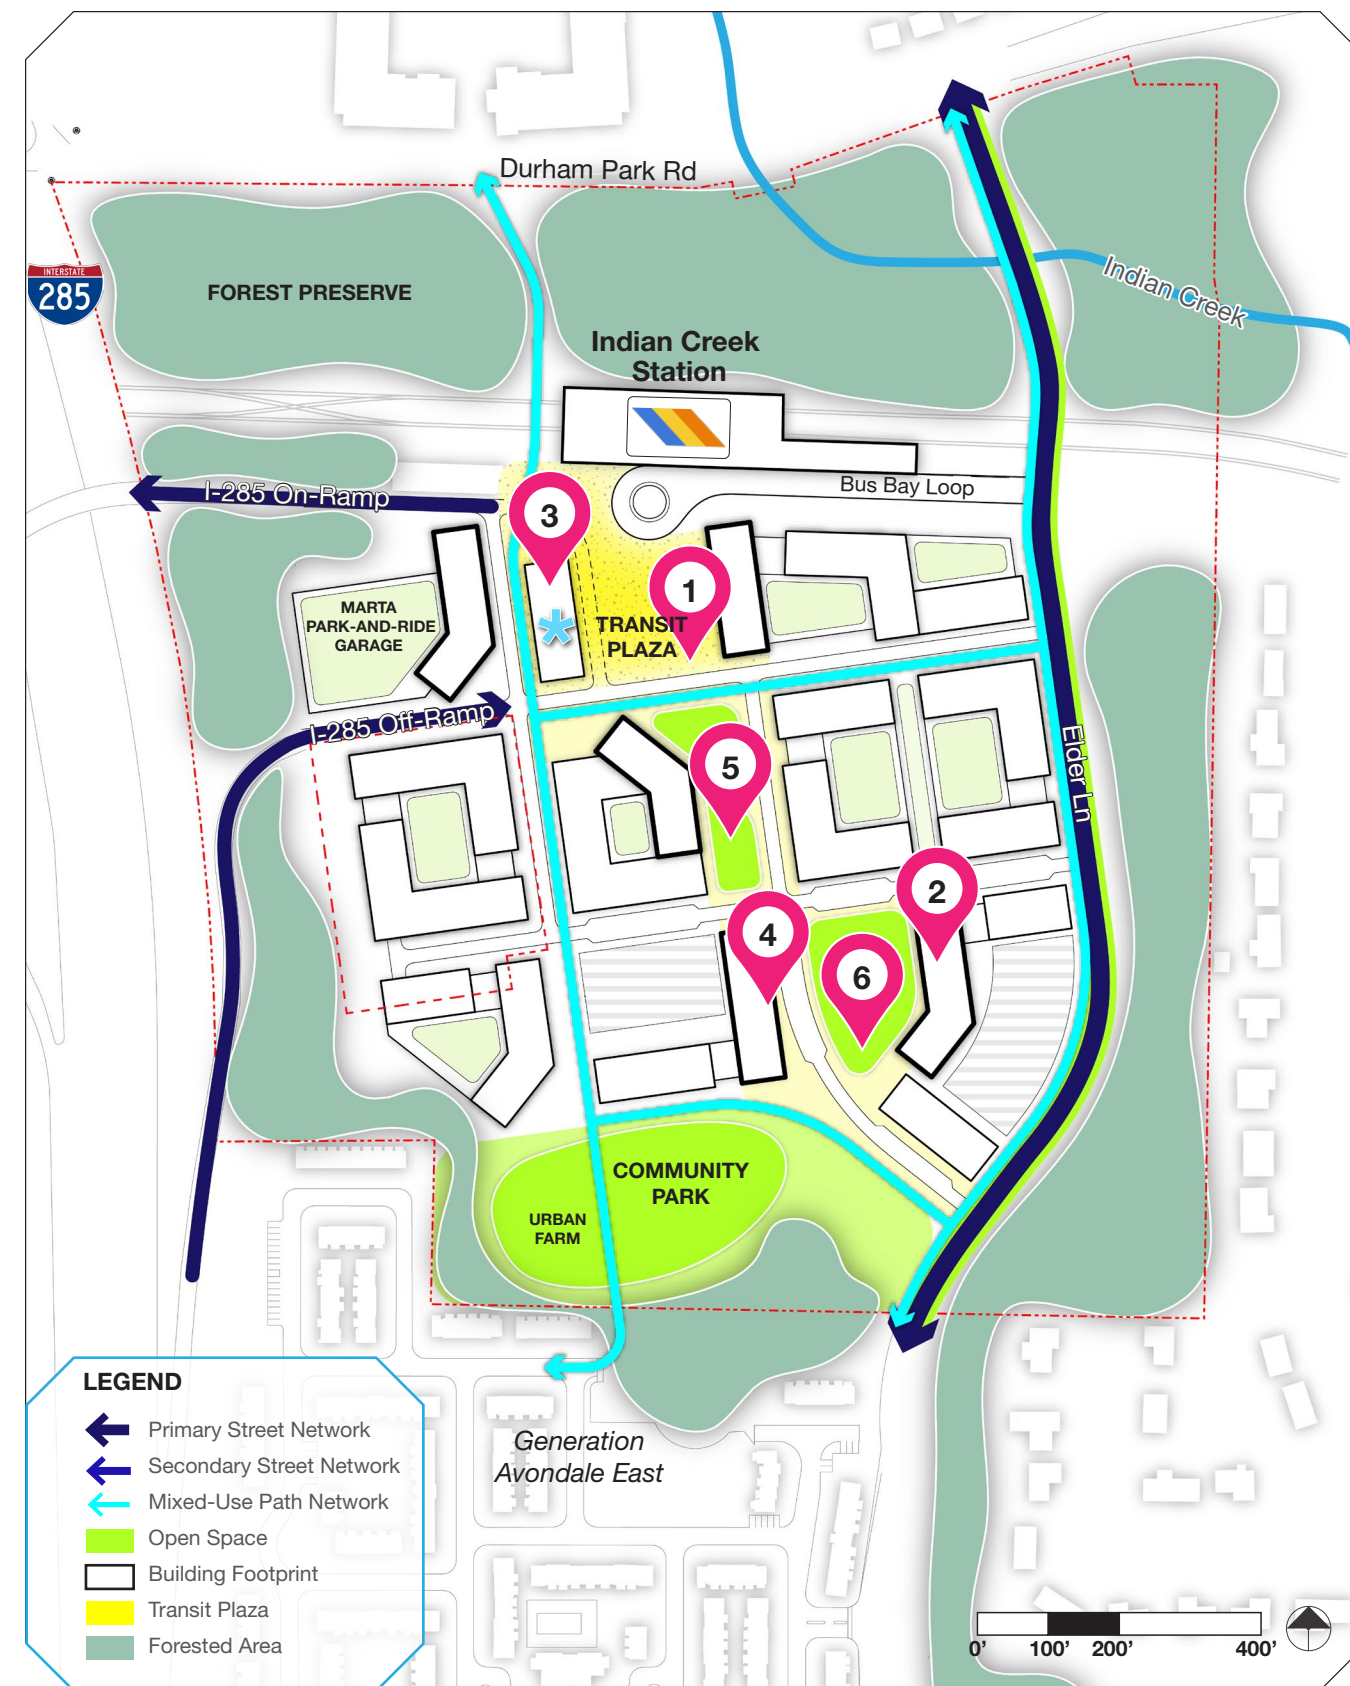 Durham Park Rd
INTERSTATE
285
FOREST PRESERVE
Indian Creek
Indian Creek
Station
I-285 On-Ramp
Bus Bay Loop
3
1
MARTA
PARK-AND-RIDE
GARAGE
TRANSIT
PLAZA
I-285 Off-Ramp
5
Elder Ln
2
4
6
COMMUNITY
PARK
URBAN
FARM
LEGEND
Primary Street Network
Secondary Street Network
Mixed-Use Path Network
Open Space
Building Footprint
Transit Plaza
Forested Area
Generation
Avondale East
0' 100' 200' 400'